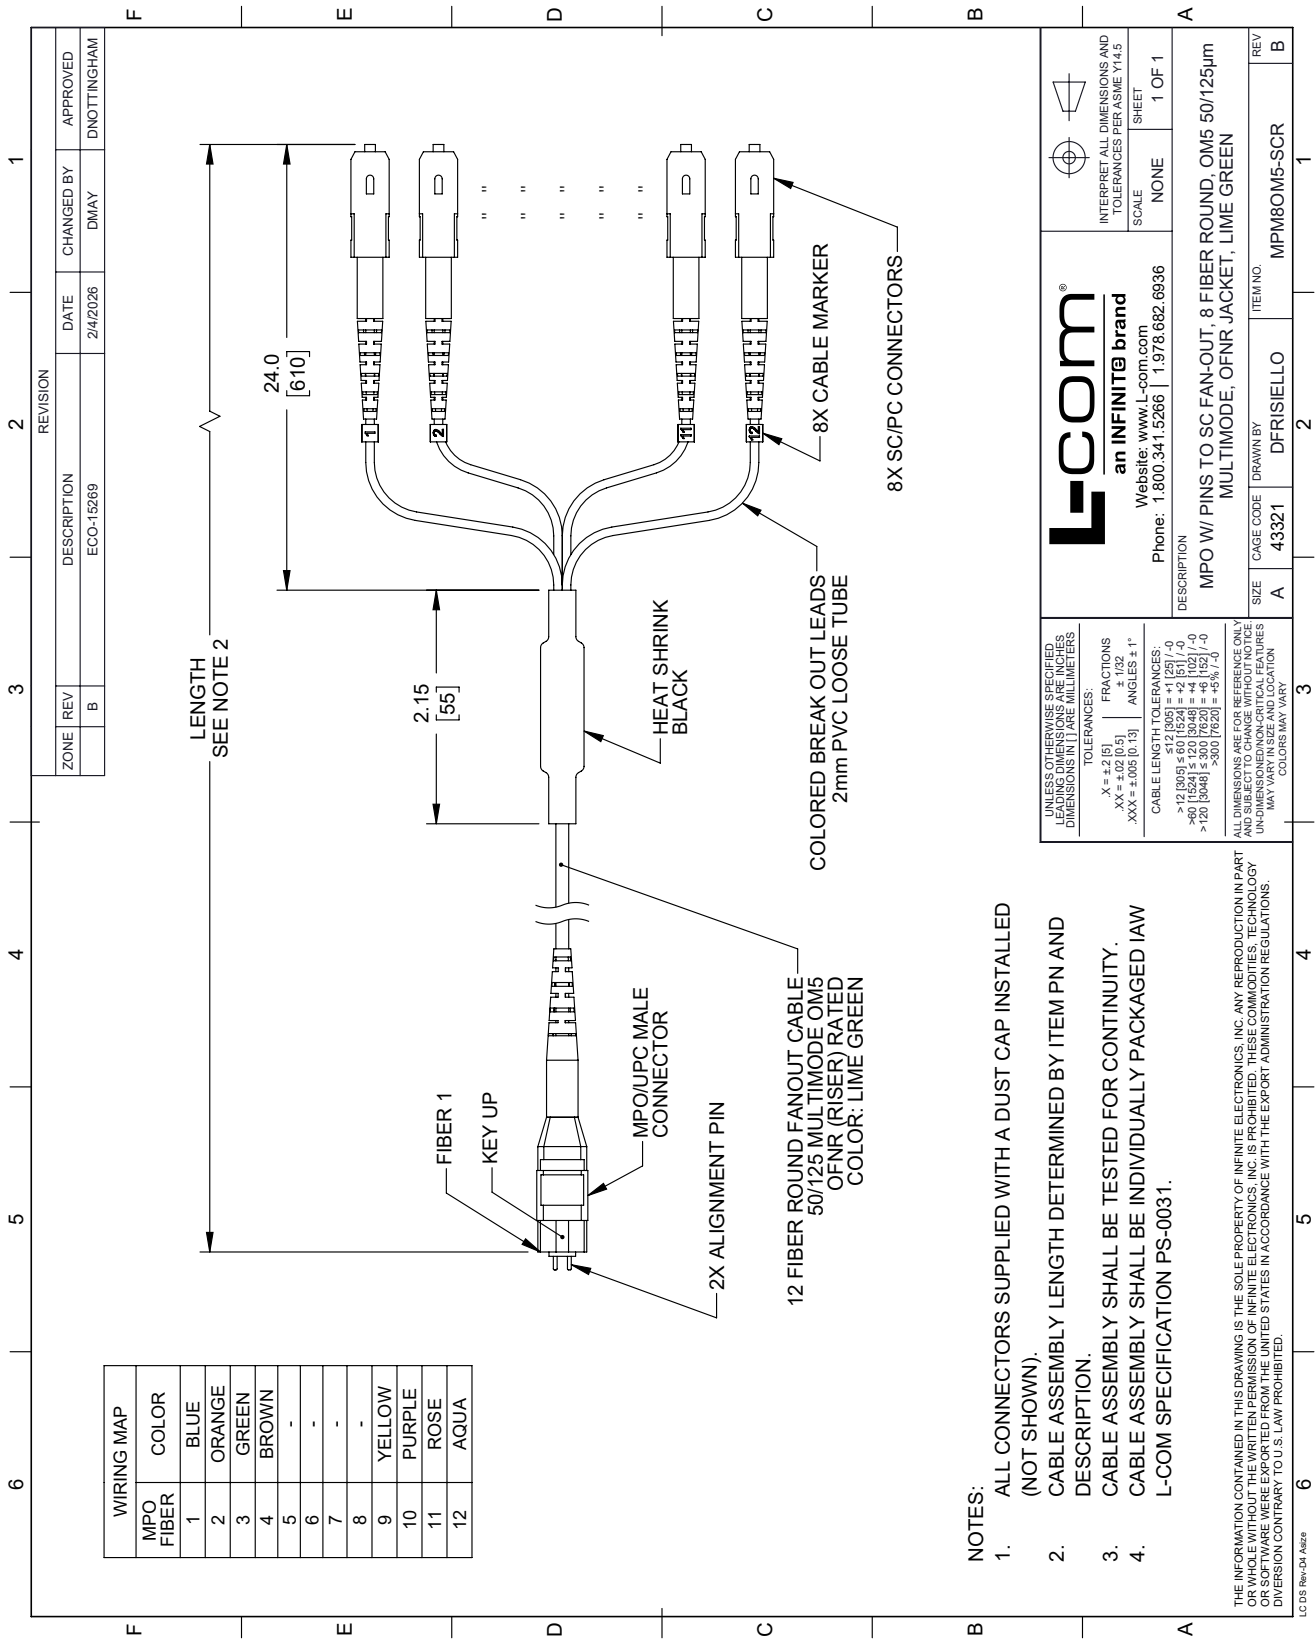 6
5
4
3
2
1
F
E
D
C
B
A
REVISION
ZONE REV DESCRIPTION DATE CHANGED BY APPROVED
B ECO-15269 2/4/2026 DMAY DNOTTINGHAM
WIRING MAP
MPO FIBER COLOR
1 BLUE
2 ORANGE
3 GREEN
4 BROWN
5 -
6 -
7 -
8 -
9 YELLOW
10 PURPLE
11 ROSE
12 AQUA
LENGTH
SEE NOTE 2
24.0
[610]
2.15
[55]
FIBER 1
KEY UP
2X ALIGNMENT PIN
MPO/UPC MALE
CONNECTOR
12 FIBER ROUND FANOUT CABLE
50/125 MULTIMODE OM5
OFNR (RISER) RATED
COLOR: LIME GREEN
HEAT SHRINK
BLACK
COLORED BREAK OUT LEADS
2mm PVC LOOSE TUBE
1
2
" "
" "
" "
" "
" "
11
12
8X CABLE MARKER
8X SC/PC CONNECTORS
NOTES:
1. ALL CONNECTORS SUPPLIED WITH A DUST CAP INSTALLED
(NOT SHOWN).
2. CABLE ASSEMBLY LENGTH DETERMINED BY ITEM PN AND
DESCRIPTION.
3. CABLE ASSEMBLY SHALL BE TESTED FOR CONTINUITY.
4. CABLE ASSEMBLY SHALL BE INDIVIDUALLY PACKAGED IAW
L-COM SPECIFICATION PS-0031.
THE INFORMATION CONTAINED IN THIS DRAWING IS THE SOLE PROPERTY OF INFINITE ELECTRONICS, INC. ANY REPRODUCTION IN PART
OR WHOLE WITHOUT THE WRITTEN PERMISSION OF INFINITE ELECTRONICS, INC. IS PROHIBITED. THESE COMMODITIES, TECHNOLOGY
OR SOFTWARE WERE EXPORTED FROM THE UNITED STATES IN ACCORDANCE WITH THE EXPORT ADMINISTRATION REGULATIONS.
DIVERSION CONTRARY TO U.S. LAW PROHIBITED.
LC DS Rev-D4 Asize
UNLESS OTHERWISE SPECIFIED
LEADING DIMENSIONS ARE INCHES
DIMENSIONS IN [ ] ARE MILLIMETERS
TOLERANCES:
.X = ±.2 [5] FRACTIONS
.XX = ±.02 [0.5] ± 1/32
.XXX = ±.005 [0.13] ANGLES ± 1°
CABLE LENGTH TOLERANCES:
≤12 [305] = +1 [25] / -0
>12 [305] ≤ 60 [1524] = +2 [51] / -0
>60 [1524] ≤ 120 [3048] = +4 [102] / -0
>120 [3048] ≤ 300 [7620] = +6 [152] / -0
>300 [7620] = +5% / -0
ALL DIMENSIONS ARE FOR REFERENCE ONLY
AND SUBJECT TO CHANGE WITHOUT NOTICE.
UN-DIMENSIONED/NON-CRITICAL FEATURES
MAY VARY IN SIZE AND LOCATION
COLORS MAY VARY
L-com®
an INFINIT@ brand
Website: www.L-com.com
Phone: 1.800.341.5266 | 1.978.682.6936
INTERPRET ALL DIMENSIONS AND
TOLERANCES PER ASME Y14.5
SCALE NONE
SHEET 1 OF 1
DESCRIPTION
MPO W/ PINS TO SC FAN-OUT, 8 FIBER ROUND, OM5 50/125µm
MULTIMODE, OFNR JACKET, LIME GREEN
SIZE A
CAGE CODE 43321
DRAWN BY DFRISIELLO
ITEM NO. MPM8OM5-SCR
REV B
6
5
4
3
2
1
F
E
D
C
B
A